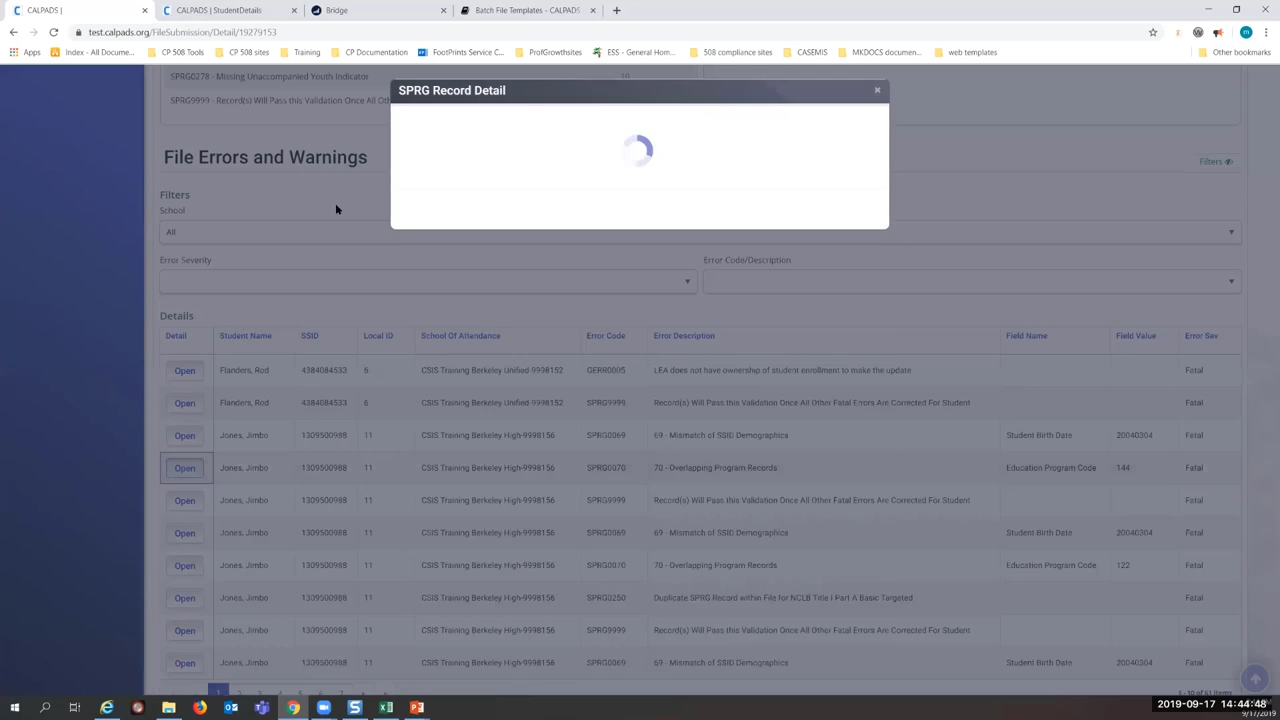 CALPADS |
CALPADS | StudentDetails
Bridge
Batch File Templates - CALPADS
test.calpads.org/FileSubmission/Detail/19279153
Apps
Index - All Docume...
CP 508 Tools
CP 508 sites
Training
CP Documentation
FootPrints Service C...
ProfGrowthsites
ESS - General Hom...
508 compliance sites
CASEMIS
MKDOCS documen...
web templates
Other bookmarks
SPRG0278 - Missing Unaccompanied Youth Indicator 10
SPRG9999 - Record(s) Will Pass this Validation Once All Oth
SPRG Record Detail
File Errors and Warnings
Filters
Filters
School
All
Error Severity Error Code/Description
Details
Detail Student Name SSID Local ID School Of Attendance Error Code Error Description Field Name Field Value Error Sev
Open Flanders, Rod 4384084533 6 CSIS Training Berkeley Unified-9998152 GERR0005 LEA does not have ownership of student enrollment to make the update Fatal
Open Flanders, Rod 4384084533 6 CSIS Training Berkeley Unified-9998152 SPRG9999 Record(s) Will Pass this Validation Once All Other Fatal Errors Are Corrected For Student Fatal
Open Jones, Jimbo 1309500988 11 CSIS Training Berkeley High-9998156 SPRG0069 69 - Mismatch of SSID Demographics Student Birth Date 20040304 Fatal
Open Jones, Jimbo 1309500988 11 CSIS Training Berkeley High-9998156 SPRG0070 70 - Overlapping Program Records Education Program Code 144 Fatal
Open Jones, Jimbo 1309500988 11 CSIS Training Berkeley High-9998156 SPRG9999 Record(s) Will Pass this Validation Once All Other Fatal Errors Are Corrected For Student Fatal
Open Jones, Jimbo 1309500988 11 CSIS Training Berkeley High-9998156 SPRG0069 69 - Mismatch of SSID Demographics Student Birth Date 20040304 Fatal
Open Jones, Jimbo 1309500988 11 CSIS Training Berkeley High-9998156 SPRG0070 70 - Overlapping Program Records Education Program Code 122 Fatal
Open Jones, Jimbo 1309500988 11 CSIS Training Berkeley High-9998156 SPRG0250 Duplicate SPRG Record within File for NCLB Title I Part A Basic Targeted Fatal
Open Jones, Jimbo 1309500988 11 CSIS Training Berkeley High-9998156 SPRG9999 Record(s) Will Pass this Validation Once All Other Fatal Errors Are Corrected For Student Fatal
Open Jones, Jimbo 1309500988 11 CSIS Training Berkeley High-9998156 SPRG0069 69 - Mismatch of SSID Demographics Student Birth Date 20040304 Fatal
1 2 3 4 5 6 7 1 - 10 of 61 items
2019-09-17 14:44:48
9/17/2019